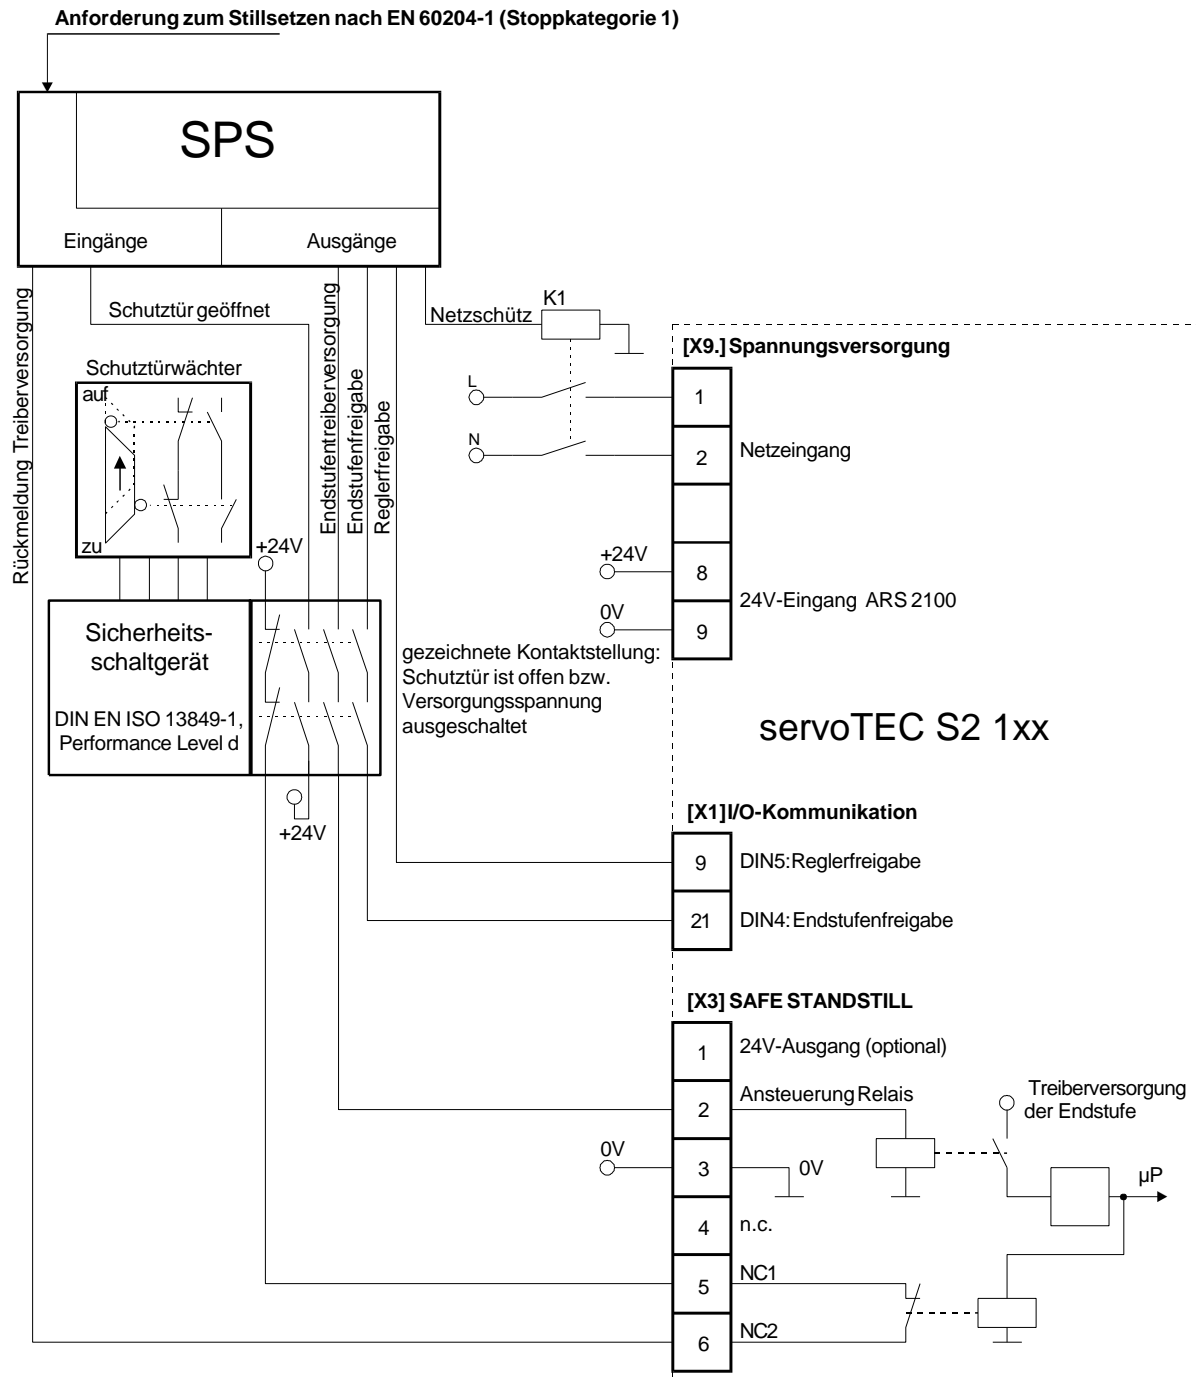 Anforderung zum Stillsetzen nach EN 60204-1 (Stoppkategorie 1)
SPS
Eingänge
Ausgänge
Rückmeldung Treiberversorgung
Schutztür geöffnet
Endstufentreiberversorgung
Endstufenfreigabe
Reglerfreigabe
Netzschütz
K1
Schutztürwächter
auf
zu
L
N
[X9.] Spannungsversorgung
1
2
Netzeingang
+24V
8
0V
9
24V-Eingang ARS 2100
+24V
Sicherheits-
schaltgerät
DIN EN ISO 13849-1,
Performance Level d
+24V
gezeichnete Kontaktstellung:
Schutztür ist offen bzw.
Versorgungsspannung
ausgeschaltet
servoTEC S2 1xx
[X1] I/O-Kommunikation
9
DIN5: Reglerfreigabe
21
DIN4: Endstufenfreigabe
[X3] SAFE STANDSTILL
1
24V-Ausgang (optional)
2
Ansteuerung Relais
Treiberversorgung
der Endstufe
0V
3
0V
µP
4
n.c.
5
NC1
6
NC2